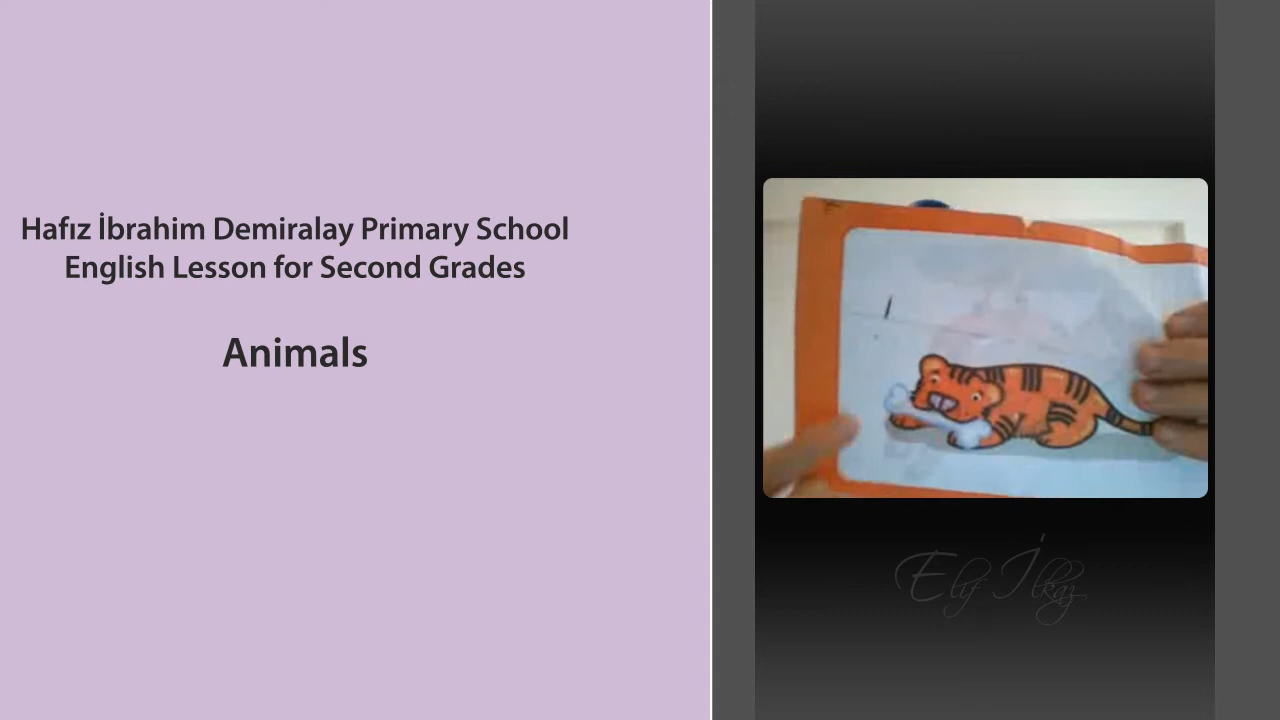 Hafız İbrahim Demiralay Primary School
English Lesson for Second Grades
Animals
Elif İlkaz